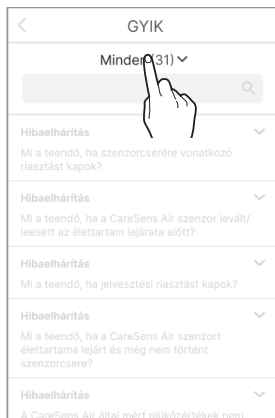 GYIK
Minden (31)
Hibaelhárítás
Mi a teendő, ha szenzorcserére vonatkozó
riasztást kapok?
Hibaelhárítás
Mi a teendő, ha a CareSens Air szenzor levált/
leesett az élettartam lejárata előtt?
Hibaelhárítás
Mi a teendő, ha jelvesztési riasztást kapok?
Hibaelhárítás
Mi a teendő, ha a CareSens Air szenzort
élettartama lejárt és még nem történt
szenzorcsere?
Hibaelhárítás
A CareSens Air által mért glükózértékek nem